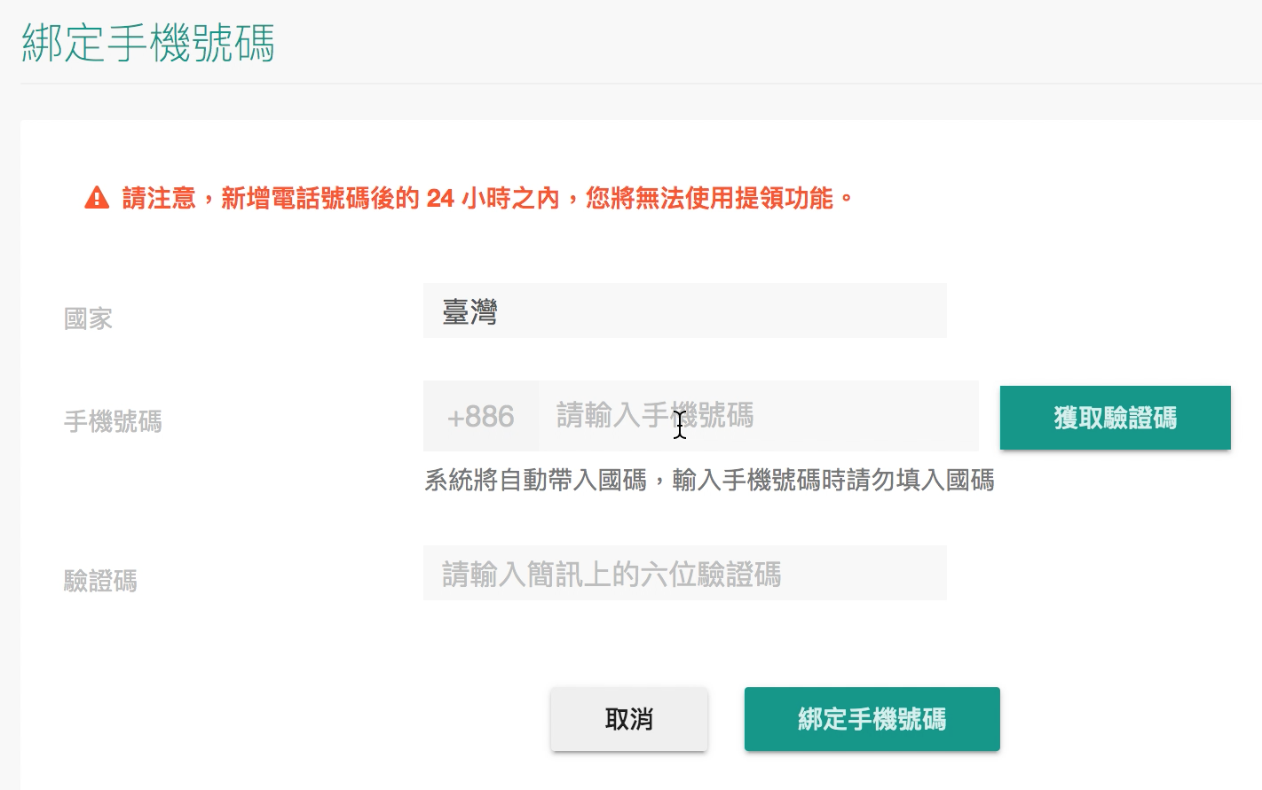 綁定手機號碼
請注意，新增電話號碼後的 24 小時之內，您將無法使用提領功能。
國家
臺灣
手機號碼
+886
請輸入手機號碼
獲取驗證碼
系統將自動帶入國碼，輸入手機號碼時請勿填入國碼
驗證碼
請輸入簡訊上的六位驗證碼
取消
綁定手機號碼